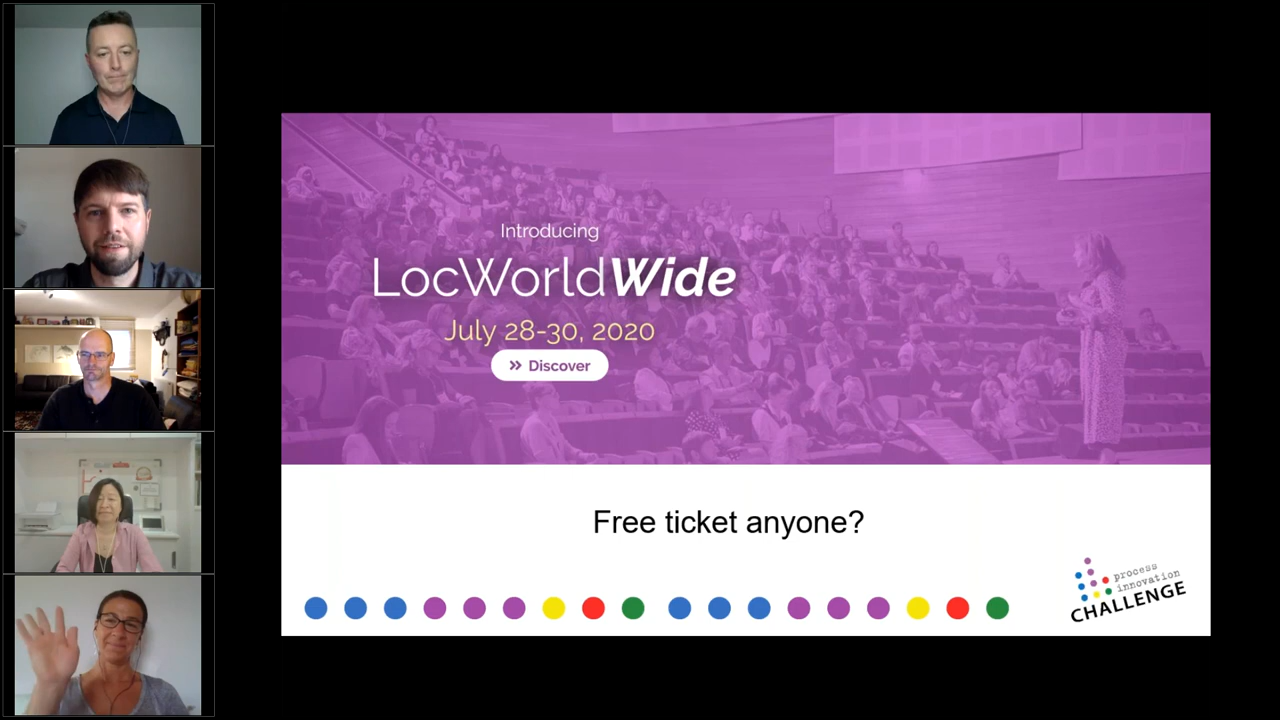 Introducing
LocWorldWide
July 28-30, 2020
» Discover
Free ticket anyone?
process
innovation
CHALLENGE